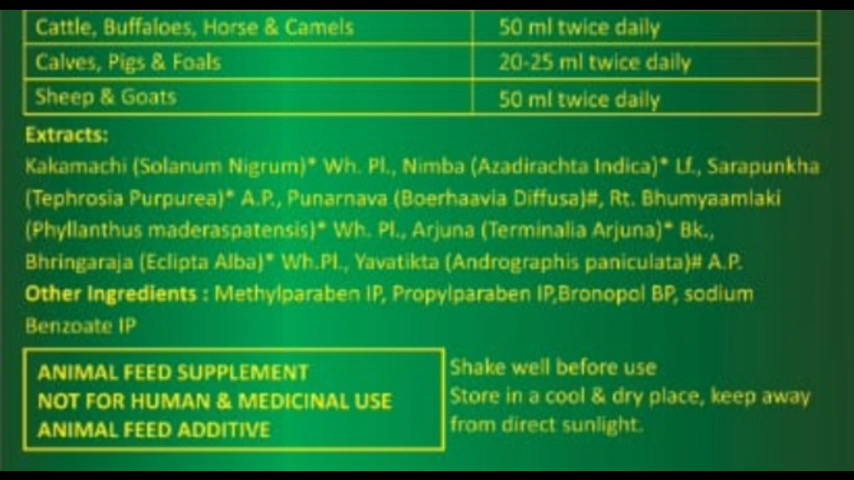 Cattle, Buffaloes, Horse & Camels 50 ml twice daily
Calves, Pigs & Foals 20-25 ml twice daily
Sheep & Goats 50 ml twice daily
Extracts:
Kakamachi (Solanum Nigrum)* Wh. Pl., Nimba (Azadirachta Indica)* Lf., Sarapunkha
(Tephrosia Purpurea)* A.P., Punarnava (Boerhaavia Diffusa)#, Rt. Bhumyaamlaki
(Phyllanthus maderaspatensis)* Wh. Pl., Arjuna (Terminalia Arjuna)* Bk.,
Bhringaraja (Eclipta Alba)* Wh.Pl., Yavatikta (Andrographis paniculata)# A.P.
Other Ingredients : Methylparaben IP, Propylparaben IP,Bronopol BP, sodium
Benzoate IP
ANIMAL FEED SUPPLEMENT
NOT FOR HUMAN & MEDICINAL USE
ANIMAL FEED ADDITIVE
Shake well before use
Store in a cool & dry place, keep away
from direct sunlight.